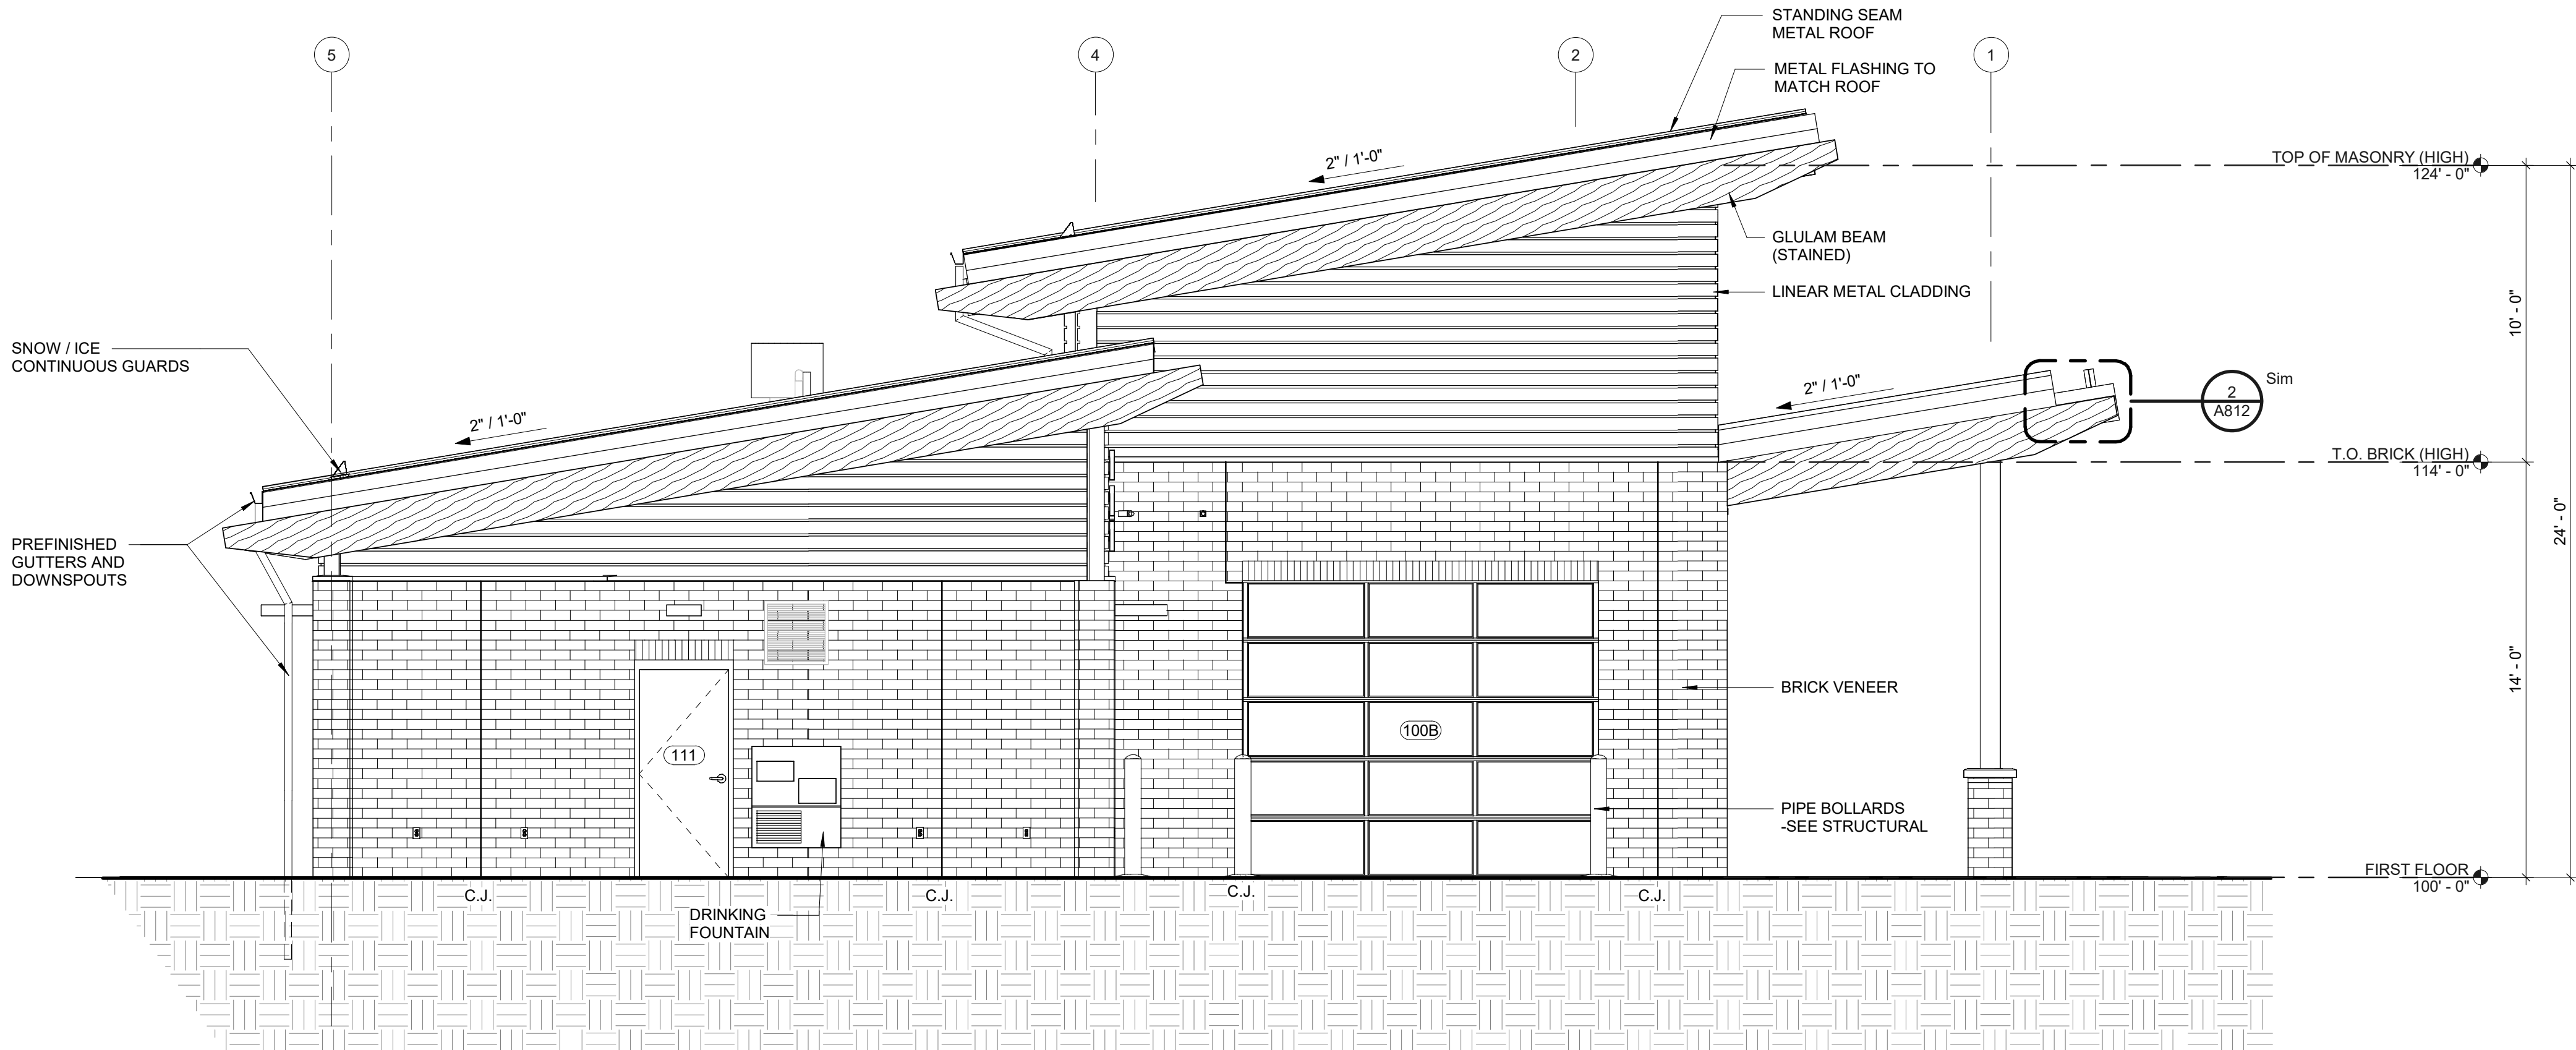 STANDING SEAM
METAL ROOF
5
4
2
1
METAL FLASHING TO
MATCH ROOF
2" / 1'-0"
TOP OF MASONRY (HIGH)
124' - 0"
GLULAM BEAM
(STAINED)
LINEAR METAL CLADDING
10' - 0"
SNOW / ICE
CONTINUOUS GUARDS
2" / 1'-0"
2" / 1'-0"
Sim
2
A812
T.O. BRICK (HIGH)
114' - 0"
24' - 0"
PREFINISHED
GUTTERS AND
DOWNSPOUTS
14' - 0"
BRICK VENEER
111
100B
PIPE BOLLARDS
-SEE STRUCTURAL
FIRST FLOOR
100' - 0"
C.J.
C.J.
C.J.
C.J.
DRINKING
FOUNTAIN